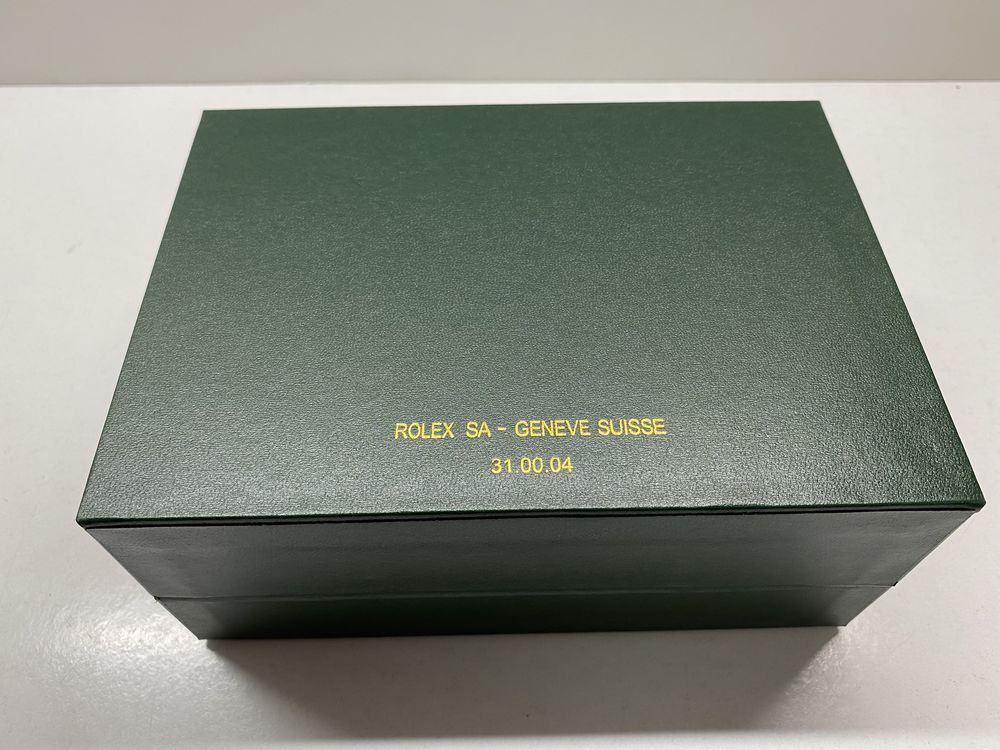 ROLEX SA - GENEVE SUISSE
31.00.04